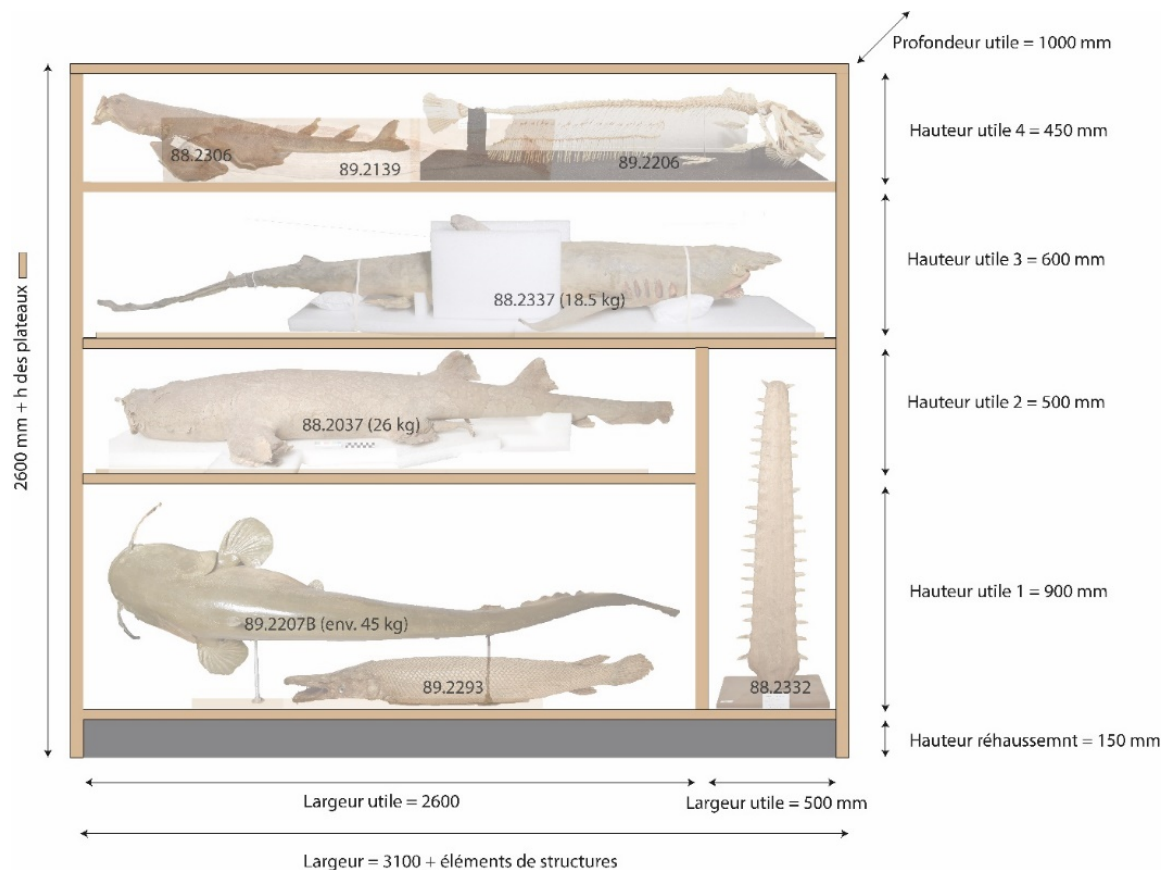 Profondeur utile = 1000 mm
Hauteur utile 4 = 450 mm
88.2306
89.2139
89.2206
Hauteur utile 3 = 600 mm
88.2337 (18.5 kg)
2600 mm + h des plateaux
Hauteur utile 2 = 500 mm
88.2037 (26 kg)
Hauteur utile 1 = 900 mm
89.2207B (env. 45 kg)
89.2293
88.2332
Hauteur réhaussemnt = 150 mm
Largeur utile = 2600
Largeur utile = 500 mm
Largeur = 3100 + éléments de structures